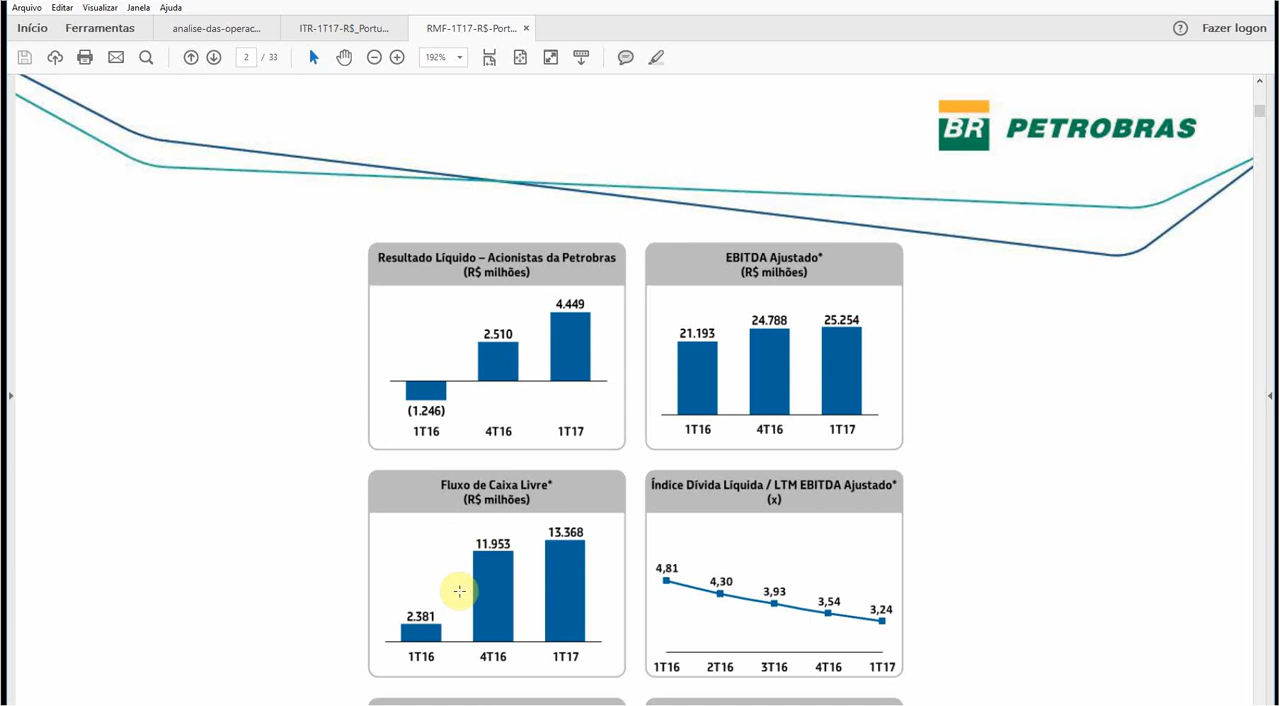 Arquivo Editar Visualizar Janela Ajuda
Início Ferramentas analise-das-operac... ITR-1T17-R$_Portu... RMF-1T17-R$-Port... × ? Fazer logon
2 / 33 192%
BR PETROBRAS
Resultado Líquido – Acionistas da Petrobras
(R$ milhões)
4.449
2.510
(1.246)
1T16 4T16 1T17
EBITDA Ajustado*
(R$ milhões)
21.193 24.788 25.254
1T16 4T16 1T17
Fluxo de Caixa Livre*
(R$ milhões)
13.368
11.953
2.381
1T16 4T16 1T17
Índice Dívida Líquida / LTM EBITDA Ajustado*
(x)
4,81 4,30 3,93 3,54 3,24
1T16 2T16 3T16 4T16 1T17